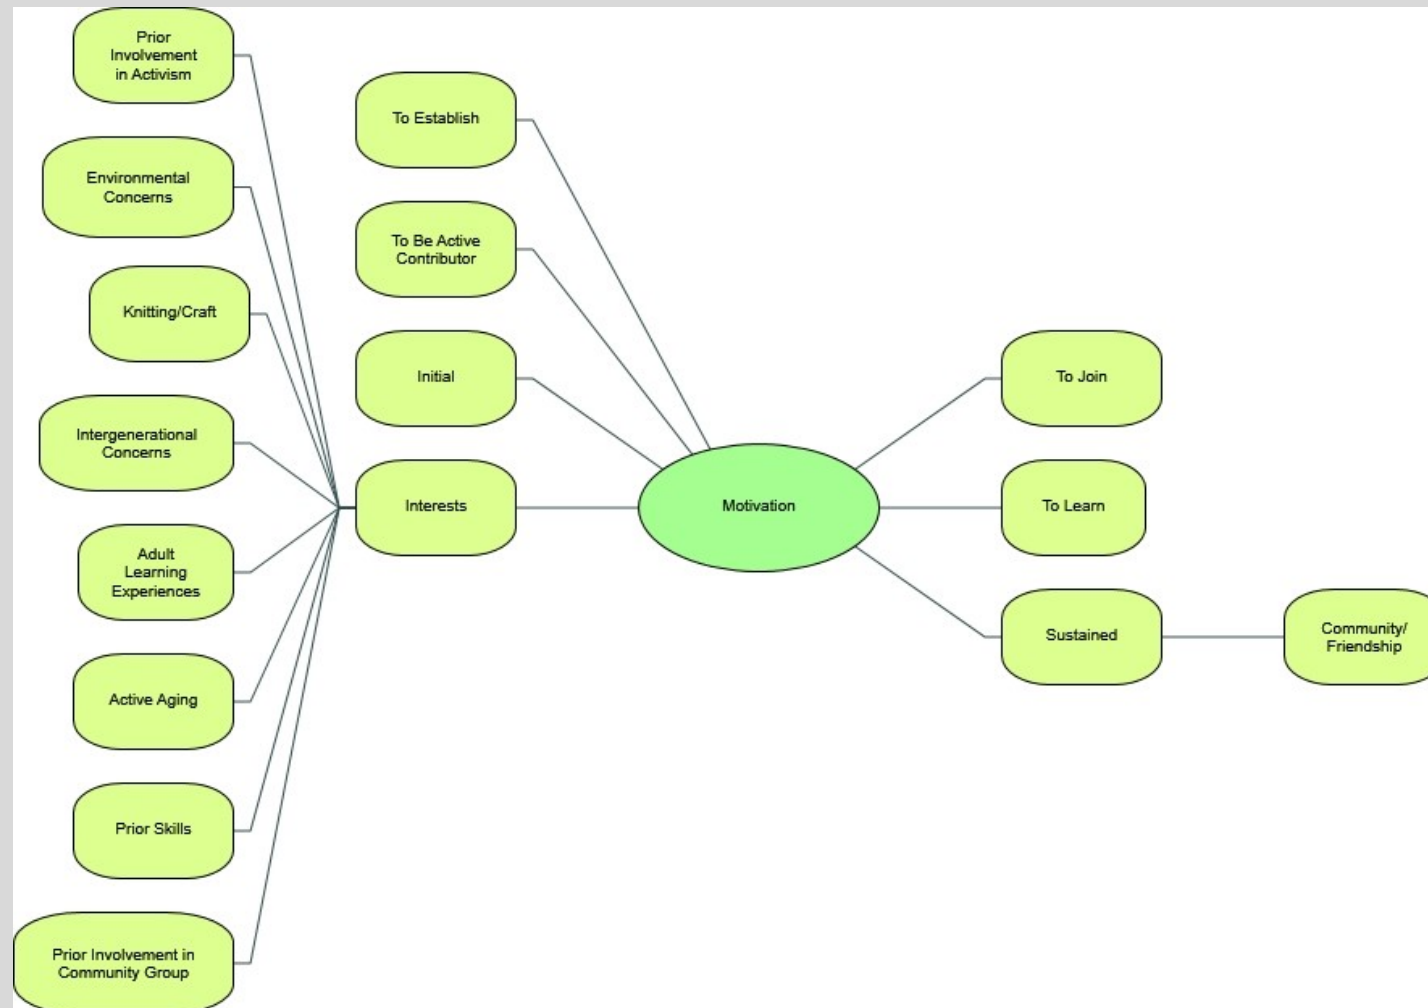 Prior
Involvement
in Activism
Environmental
Concerns
Knitting/Craft
Intergenerational
Concerns
Adult
Learning
Experiences
Active Aging
Prior Skills
Prior Involvement in
Community Group
To Establish
To Be Active
Contributor
Initial
Interests
Motivation
To Join
To Learn
Sustained
Community/
Friendship